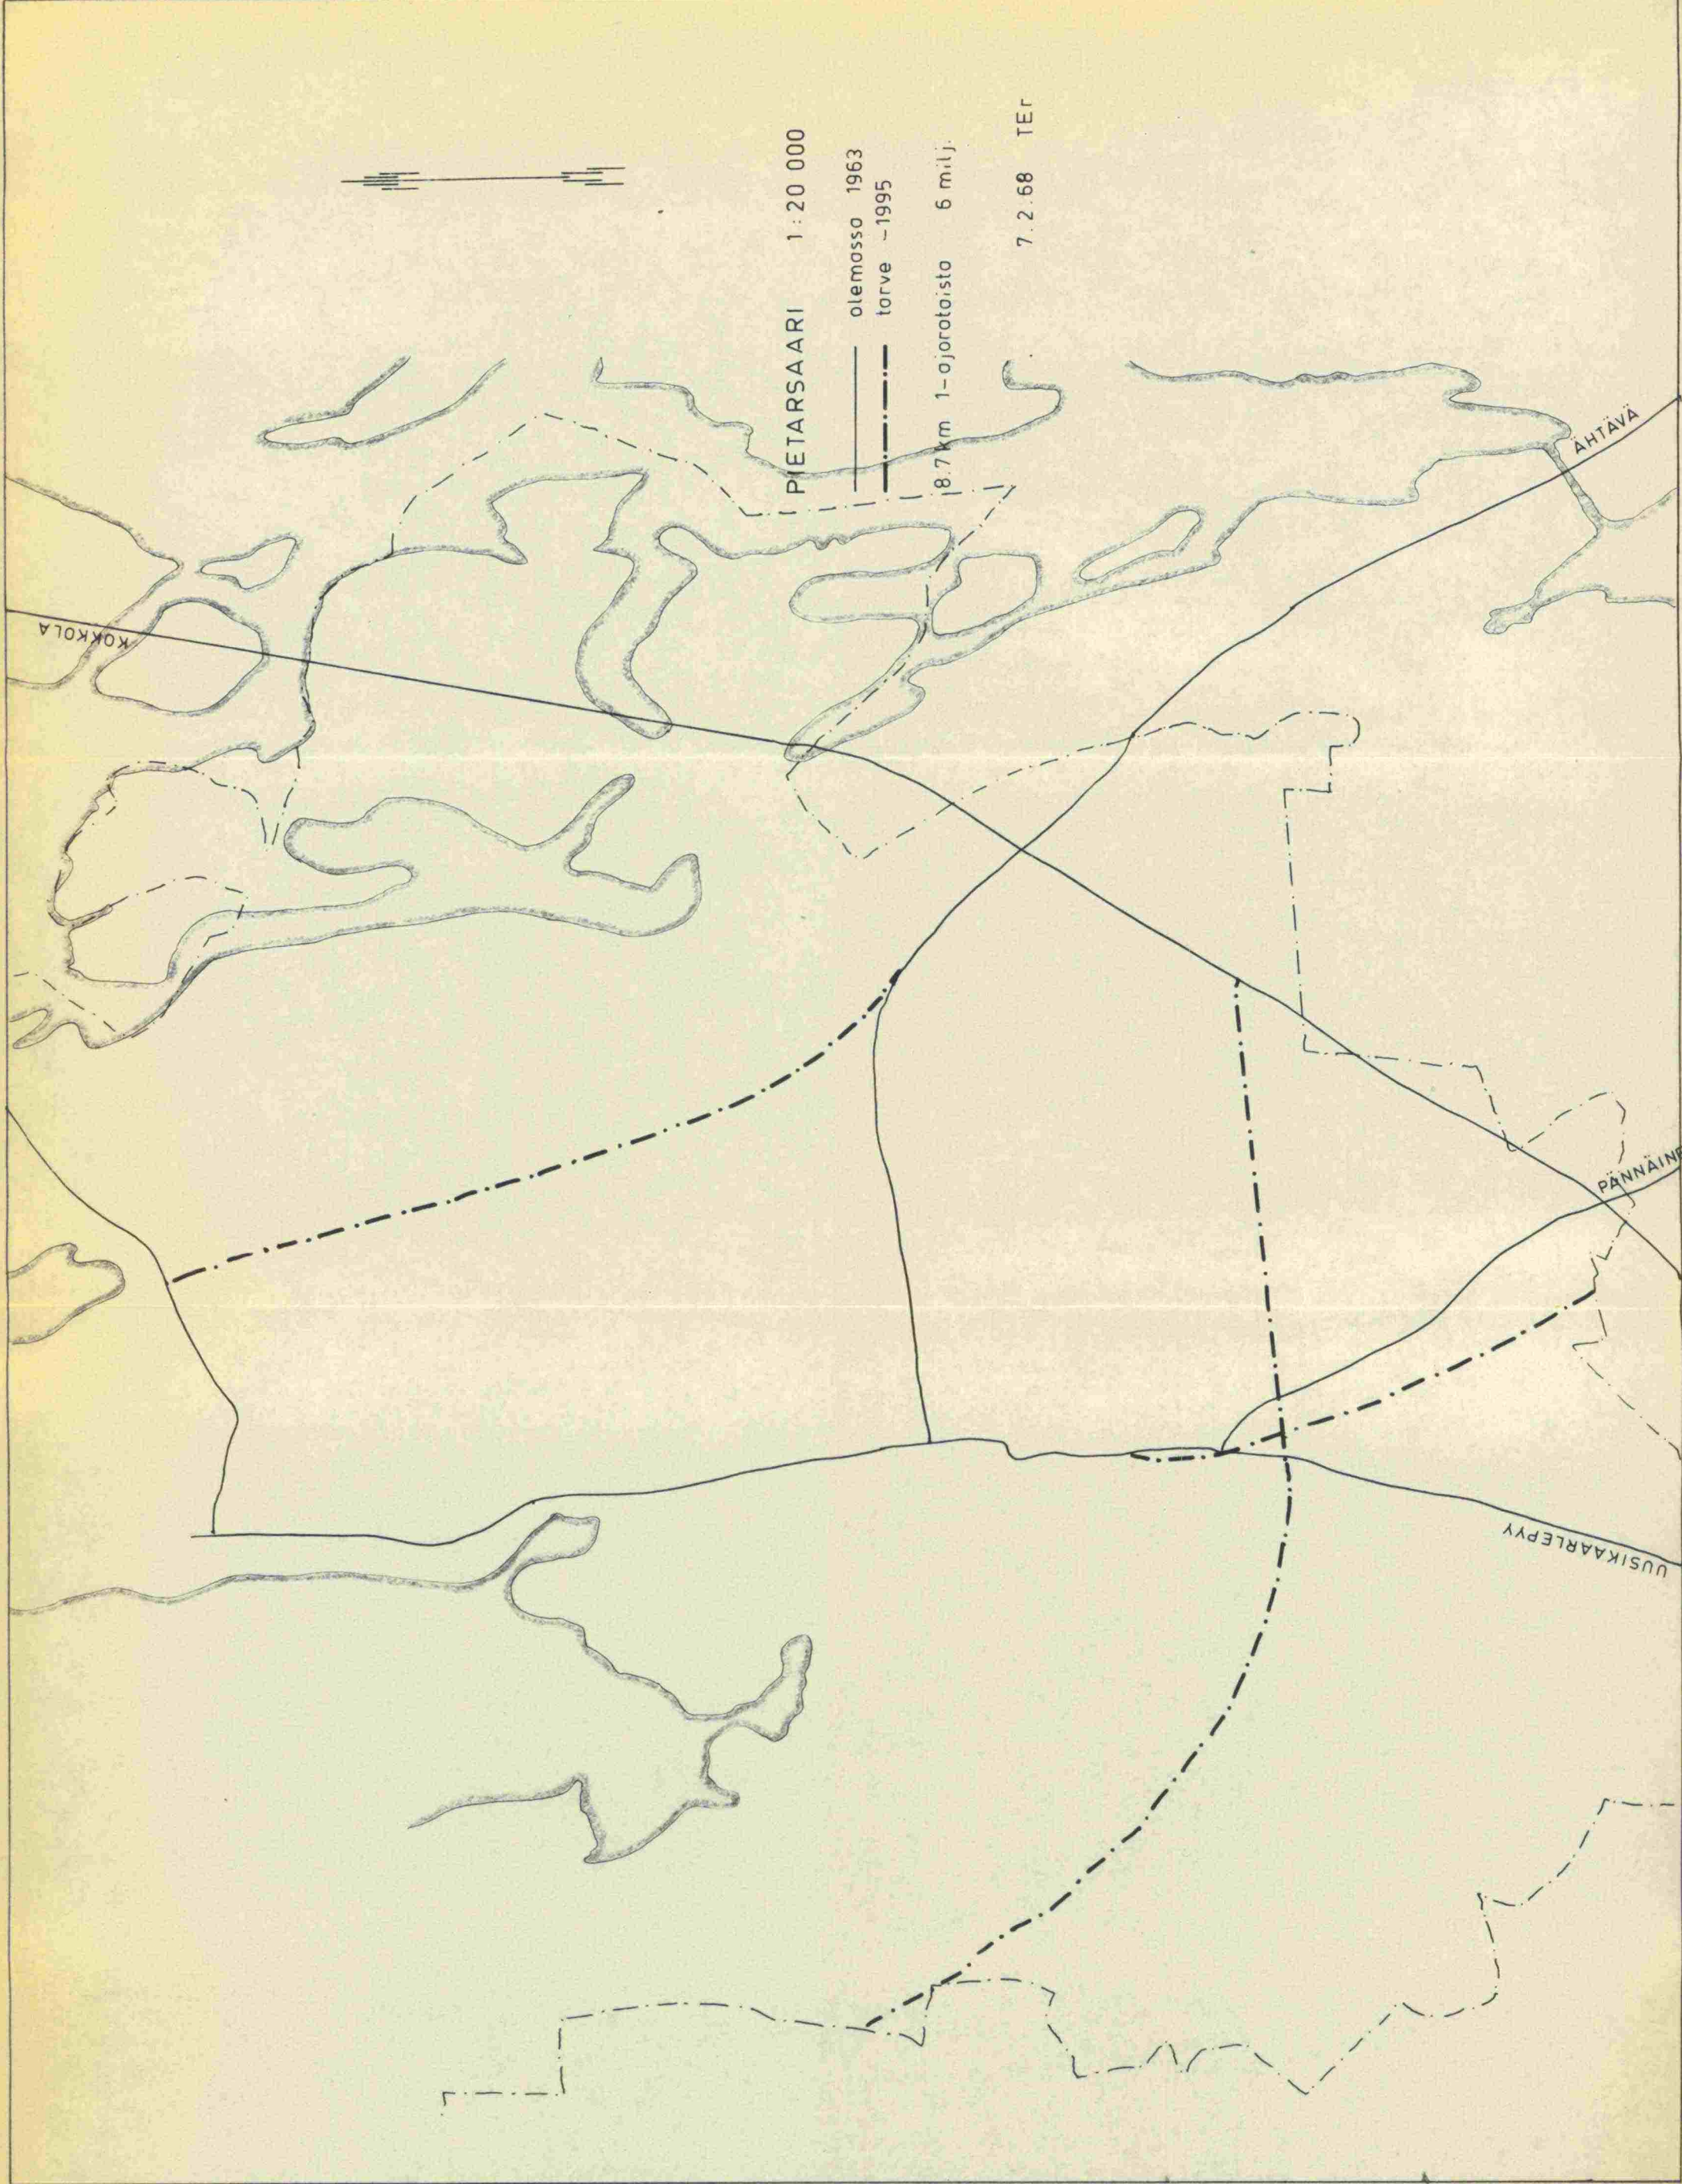 PIETARSAARI 1:20 000
olemassa 1963
tarve –1995
8.7 km 1-ajorataista 6 milj.
7.2.68 TEr
KOKKOLA
ÄHTÄVÄ
PÄNNÄINE
UUSIKAARLEPYY